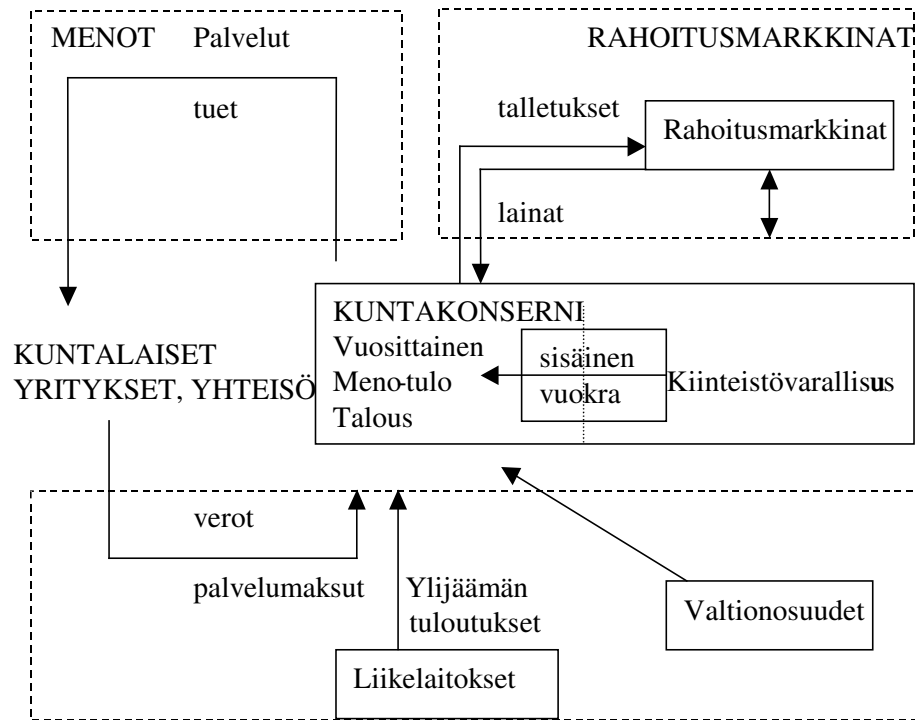 MENOT Palvelut
tuet
RAHOITUSMARKKINAT
talletukset
Rahoitusmarkkinat
lainat
KUNTAKONSERNI
Vuosittainen
Meno-tulo
Talous
sisäinen
vuokra
Kiinteistövarallisuus
KUNTALAISET
YRITYKSET, YHTEISÖ
verot
palvelumaksut
Ylijäämän
tuloutukset
Valtionosuudet
Liikelaitokset